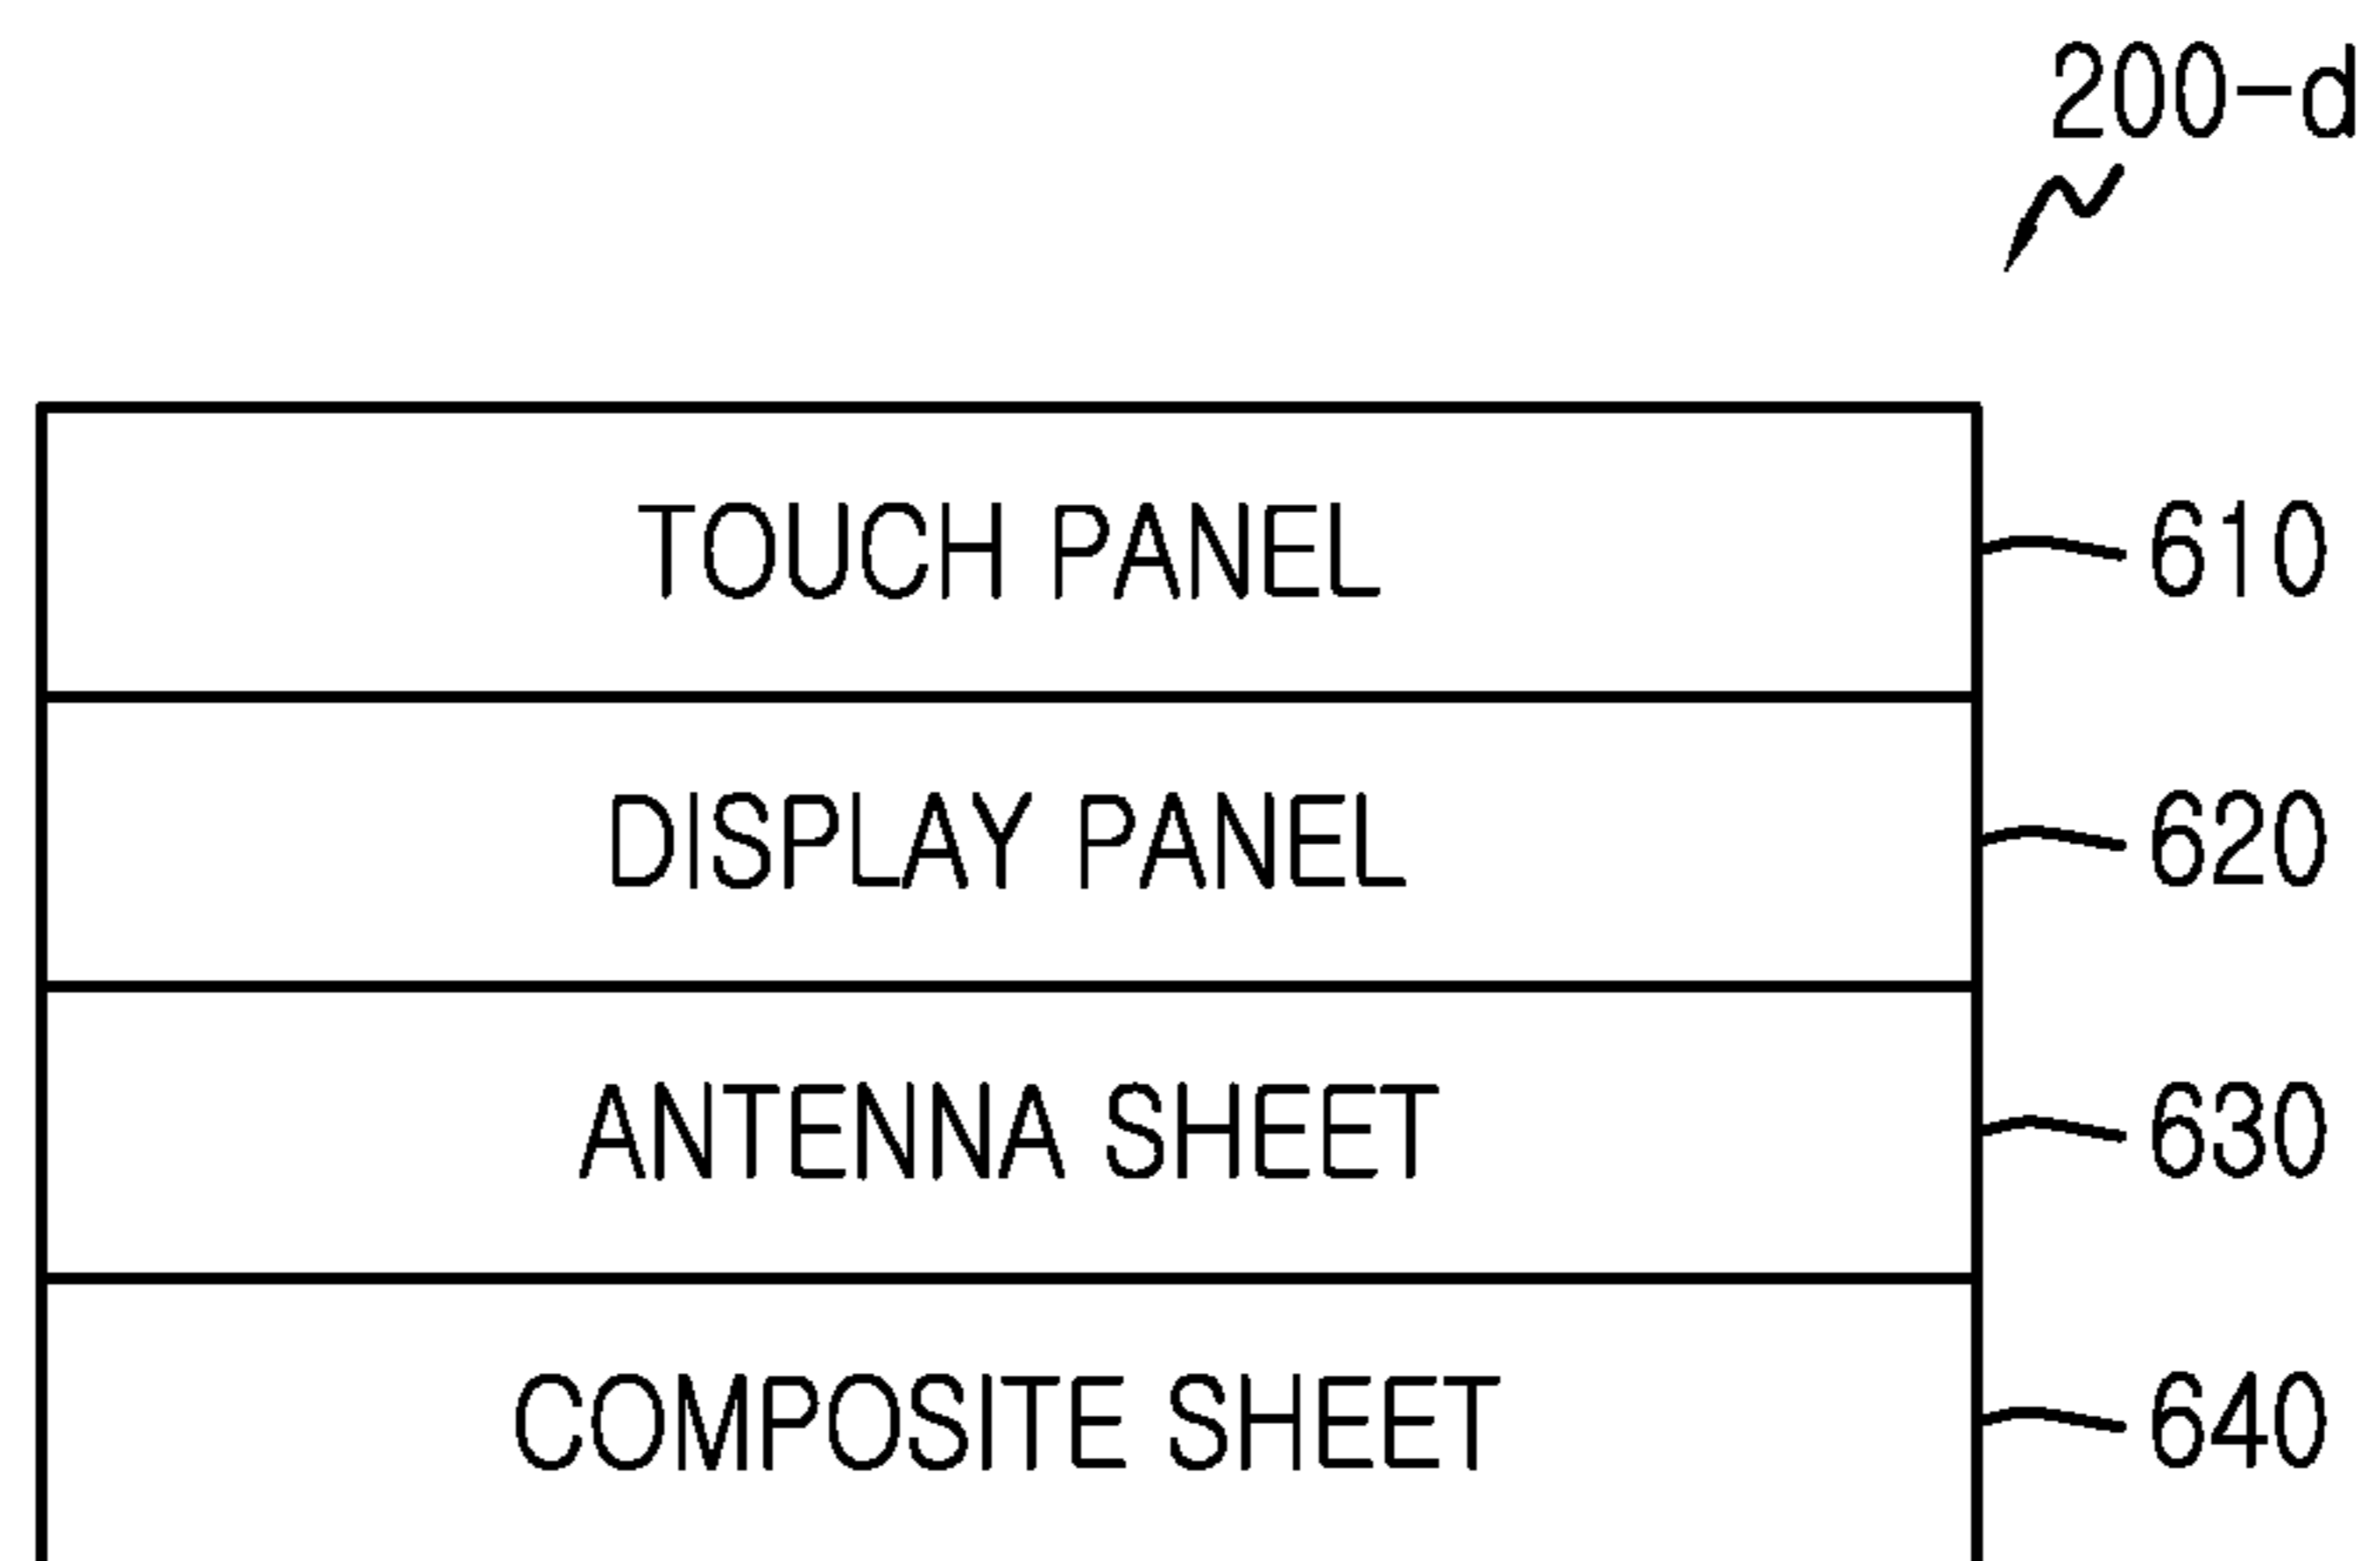 200-d
TOUCH PANEL 610
DISPLAY PANEL 620
ANTENNA SHEET 630
COMPOSITE SHEET 640